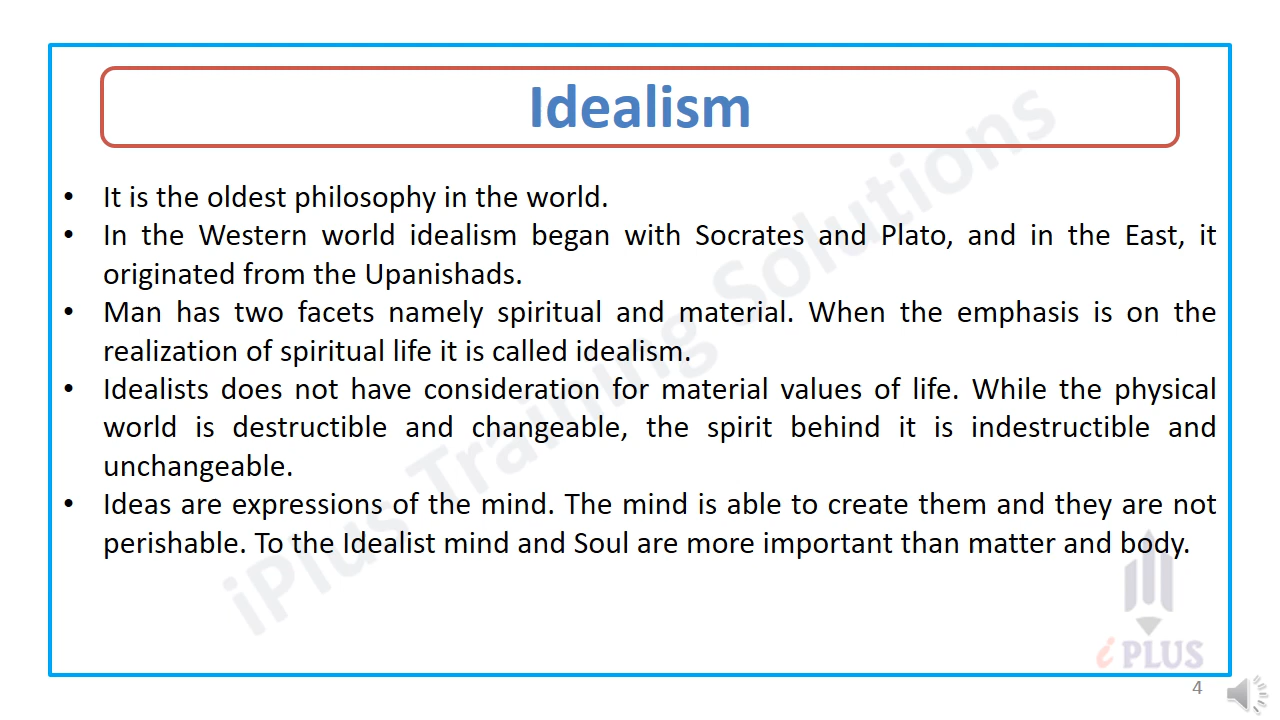 Idealism
• It is the oldest philosophy in the world.
• In the Western world idealism began with Socrates and Plato, and in the East, it
originated from the Upanishads.
• Man has two facets namely spiritual and material. When the emphasis is on the
realization of spiritual life it is called idealism.
• Idealists does not have consideration for material values of life. While the physical
world is destructible and changeable, the spirit behind it is indestructible and
unchangeable.
• Ideas are expressions of the mind. The mind is able to create them and they are not
perishable. To the Idealist mind and Soul are more important than matter and body.
iPlus Training Solutions
i PLUS
4